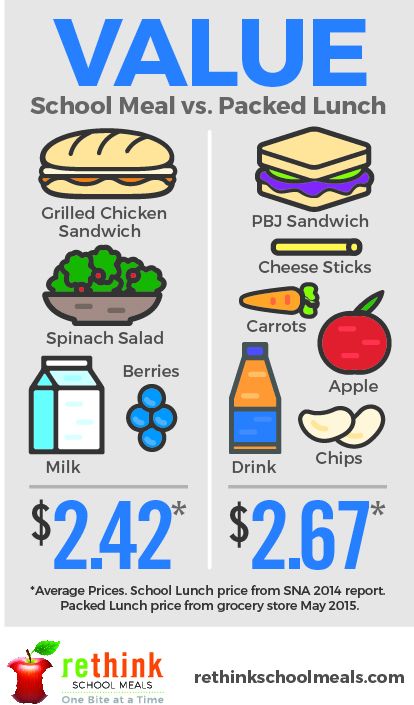 VALUE
School Meal vs. Packed Lunch
Grilled Chicken
Sandwich
Spinach Salad
Berries
Milk
$2.42*
PBJ Sandwich
Cheese Sticks
Carrots
Apple
Drink
Chips
$2.67*
*Average Prices. School Lunch price from SNA 2014 report.
Packed Lunch price from grocery store May 2015.
rethink
SCHOOL MEALS
One Bite at a Time
rethinkschoolmeals.com